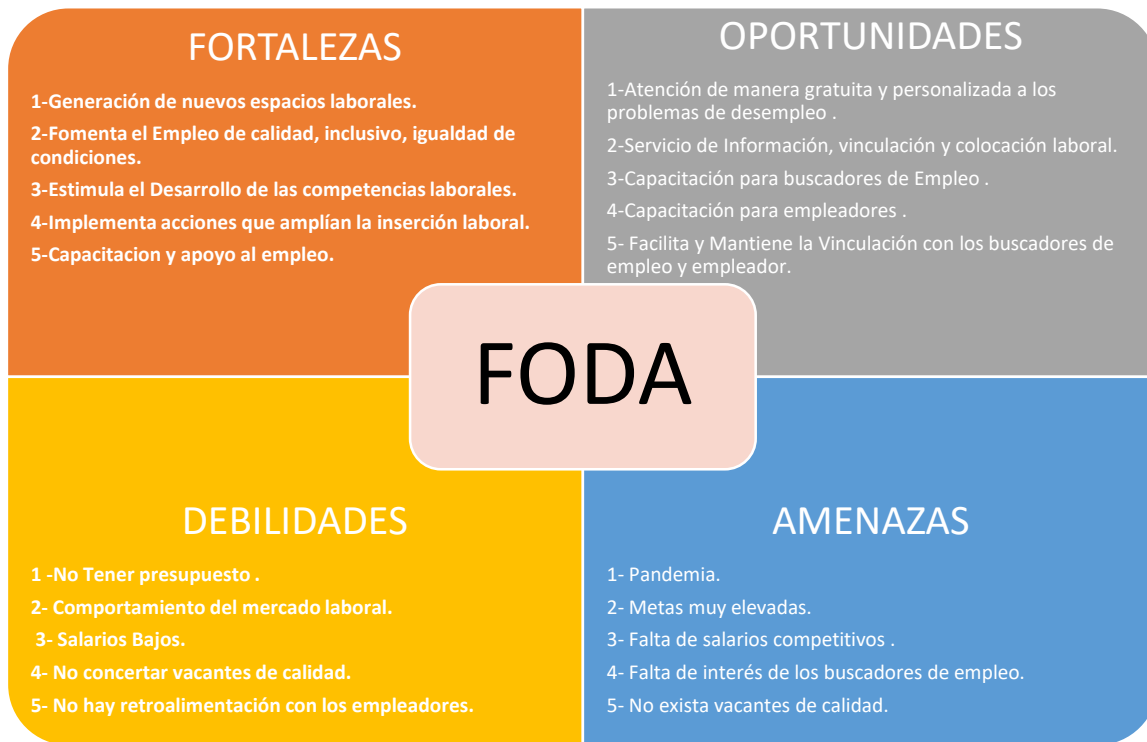 FORTALEZAS
1-Generación de nuevos espacios laborales.
2-Fomenta el Empleo de calidad, inclusivo, igualdad de
condiciones.
3-Estimula el Desarrollo de las competencias laborales.
4-Implementa acciones que amplían la inserción laboral.
5-Capacitacion y apoyo al empleo.
OPORTUNIDADES
1-Atención de manera gratuita y personalizada a los
problemas de desempleo .
2-Servicio de Información, vinculación y colocación laboral.
3-Capacitación para buscadores de Empleo .
4-Capacitación para empleadores .
5- Facilita y Mantiene la Vinculación con los buscadores de
empleo y empleador.
FODA
DEBILIDADES
1 -No Tener presupuesto .
2- Comportamiento del mercado laboral.
3- Salarios Bajos.
4- No concertar vacantes de calidad.
5- No hay retroalimentación con los empleadores.
AMENAZAS
1- Pandemia.
2- Metas muy elevadas.
3- Falta de salarios competitivos .
4- Falta de interés de los buscadores de empleo.
5- No exista vacantes de calidad.